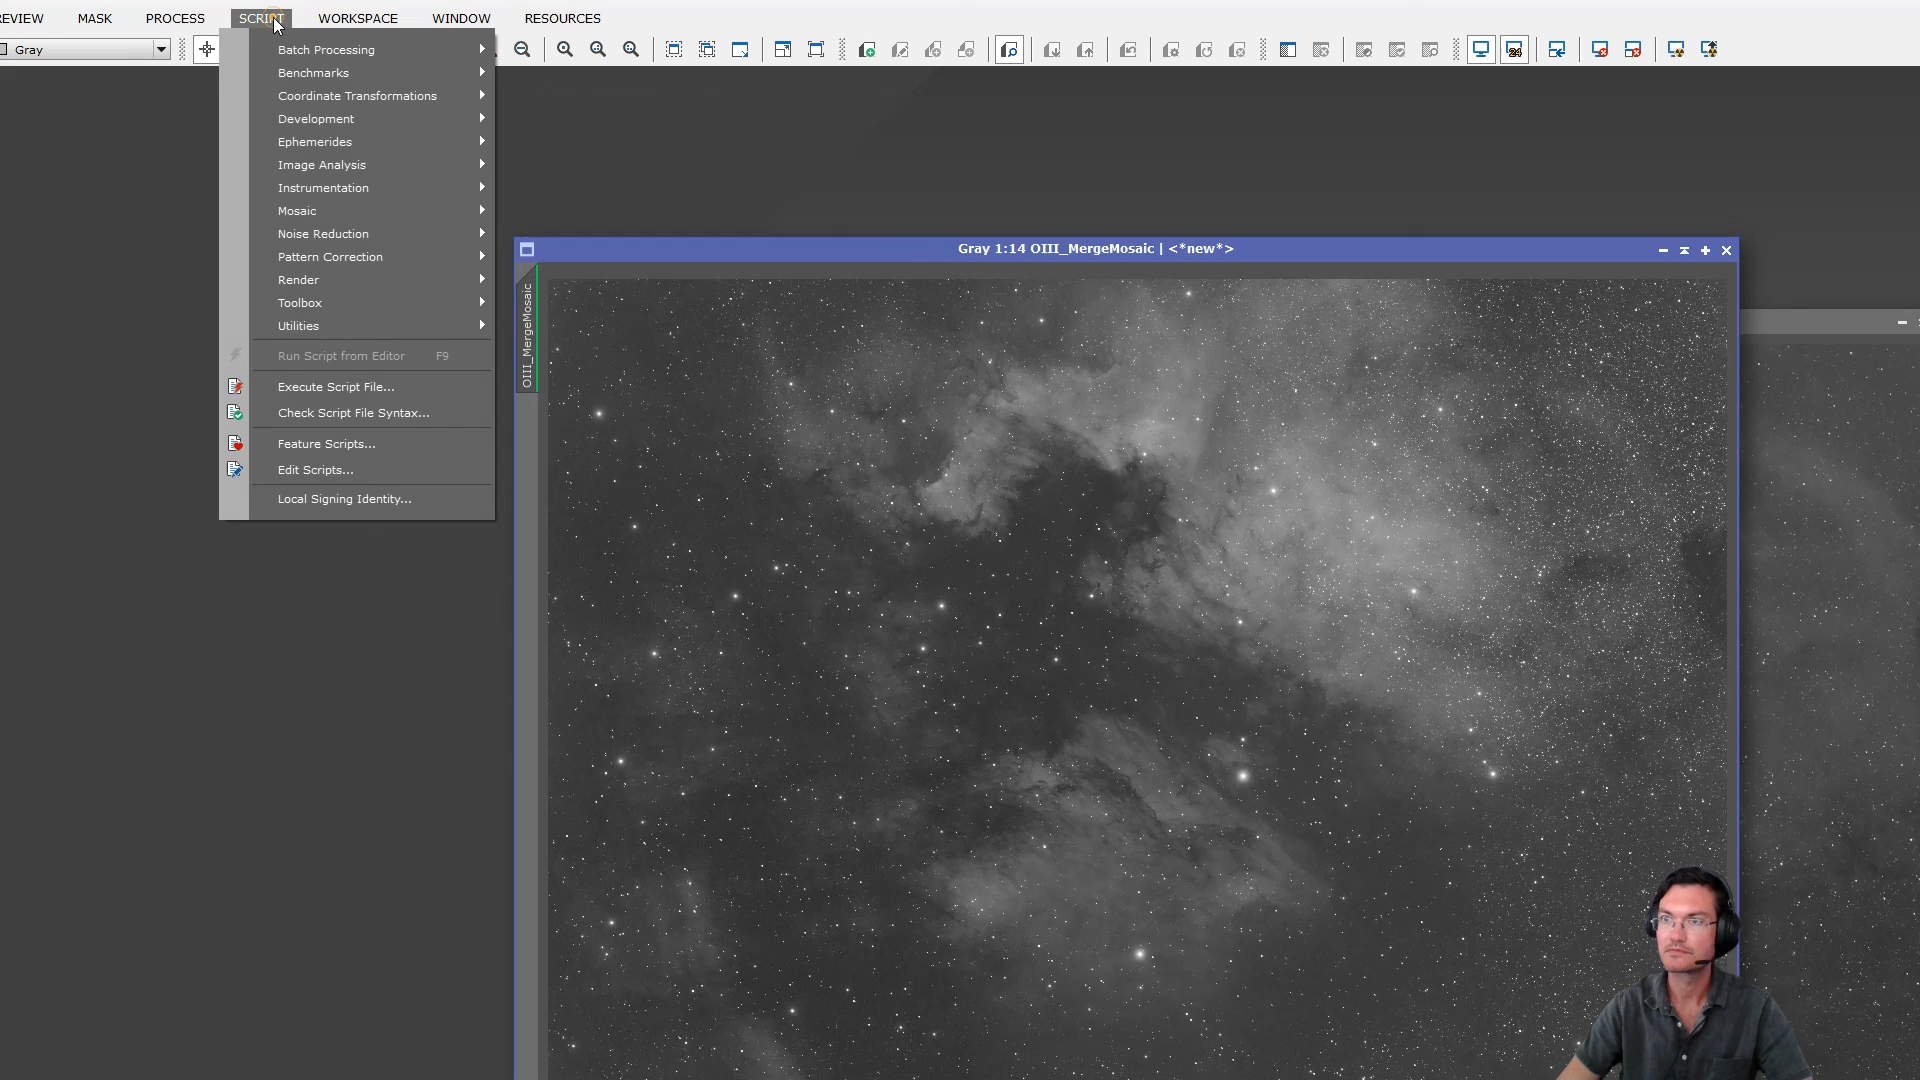 REVIEW
MASK
PROCESS
SCRIPT
WORKSPACE
WINDOW
RESOURCES
Gray
24
Batch Processing
Benchmarks
Coordinate Transformations
Development
Ephemerides
Image Analysis
Instrumentation
Mosaic
Noise Reduction
Pattern Correction
Render
Toolbox
Utilities
Run Script from Editor F9
Execute Script File...
Check Script File Syntax...
Feature Scripts...
Edit Scripts...
Local Signing Identity...
Gray 1:14 OIII_MergeMosaic | <*new*>
OIII_MergeMosaic